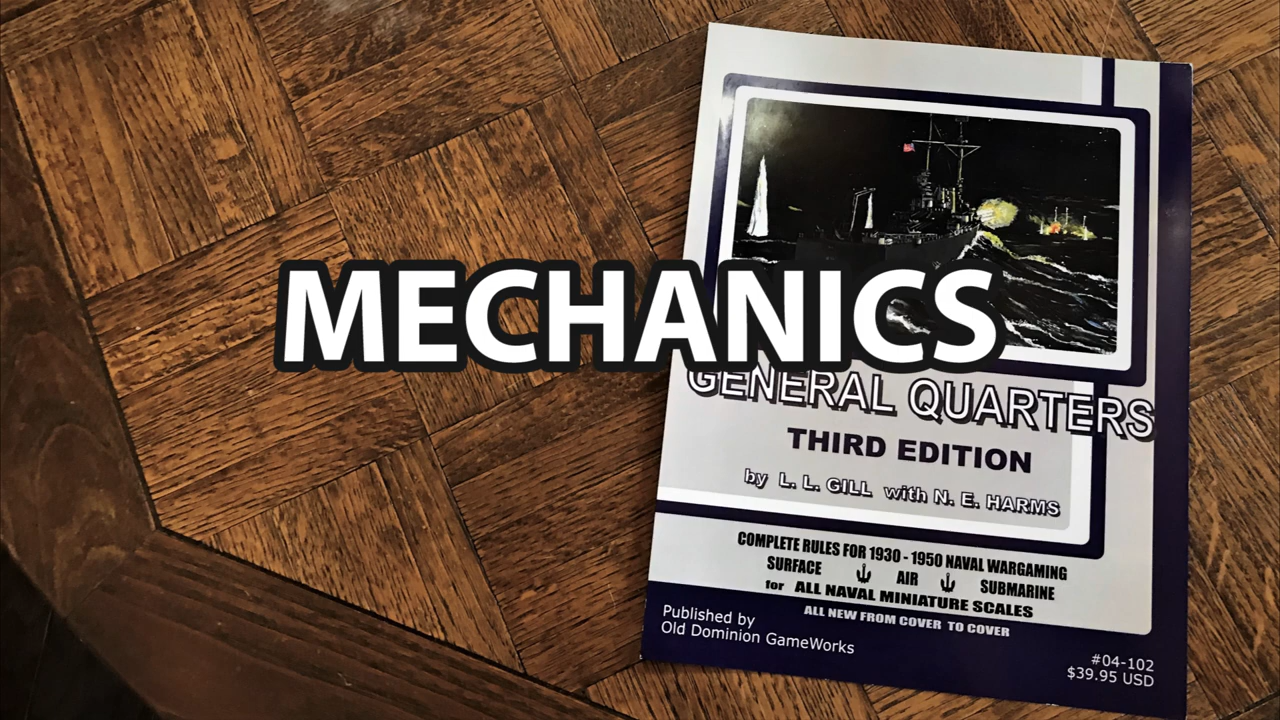 MECHANICS
GENERAL QUARTERS
THIRD EDITION
by L. L. GILL with N. E. HARMS
COMPLETE RULES FOR 1930 - 1950 NAVAL WARGAMING
SURFACE AIR SUBMARINE
for ALL NAVAL MINIATURE SCALES
ALL NEW FROM COVER TO COVER
Published by
Old Dominion GameWorks
#04-102
$39.95 USD